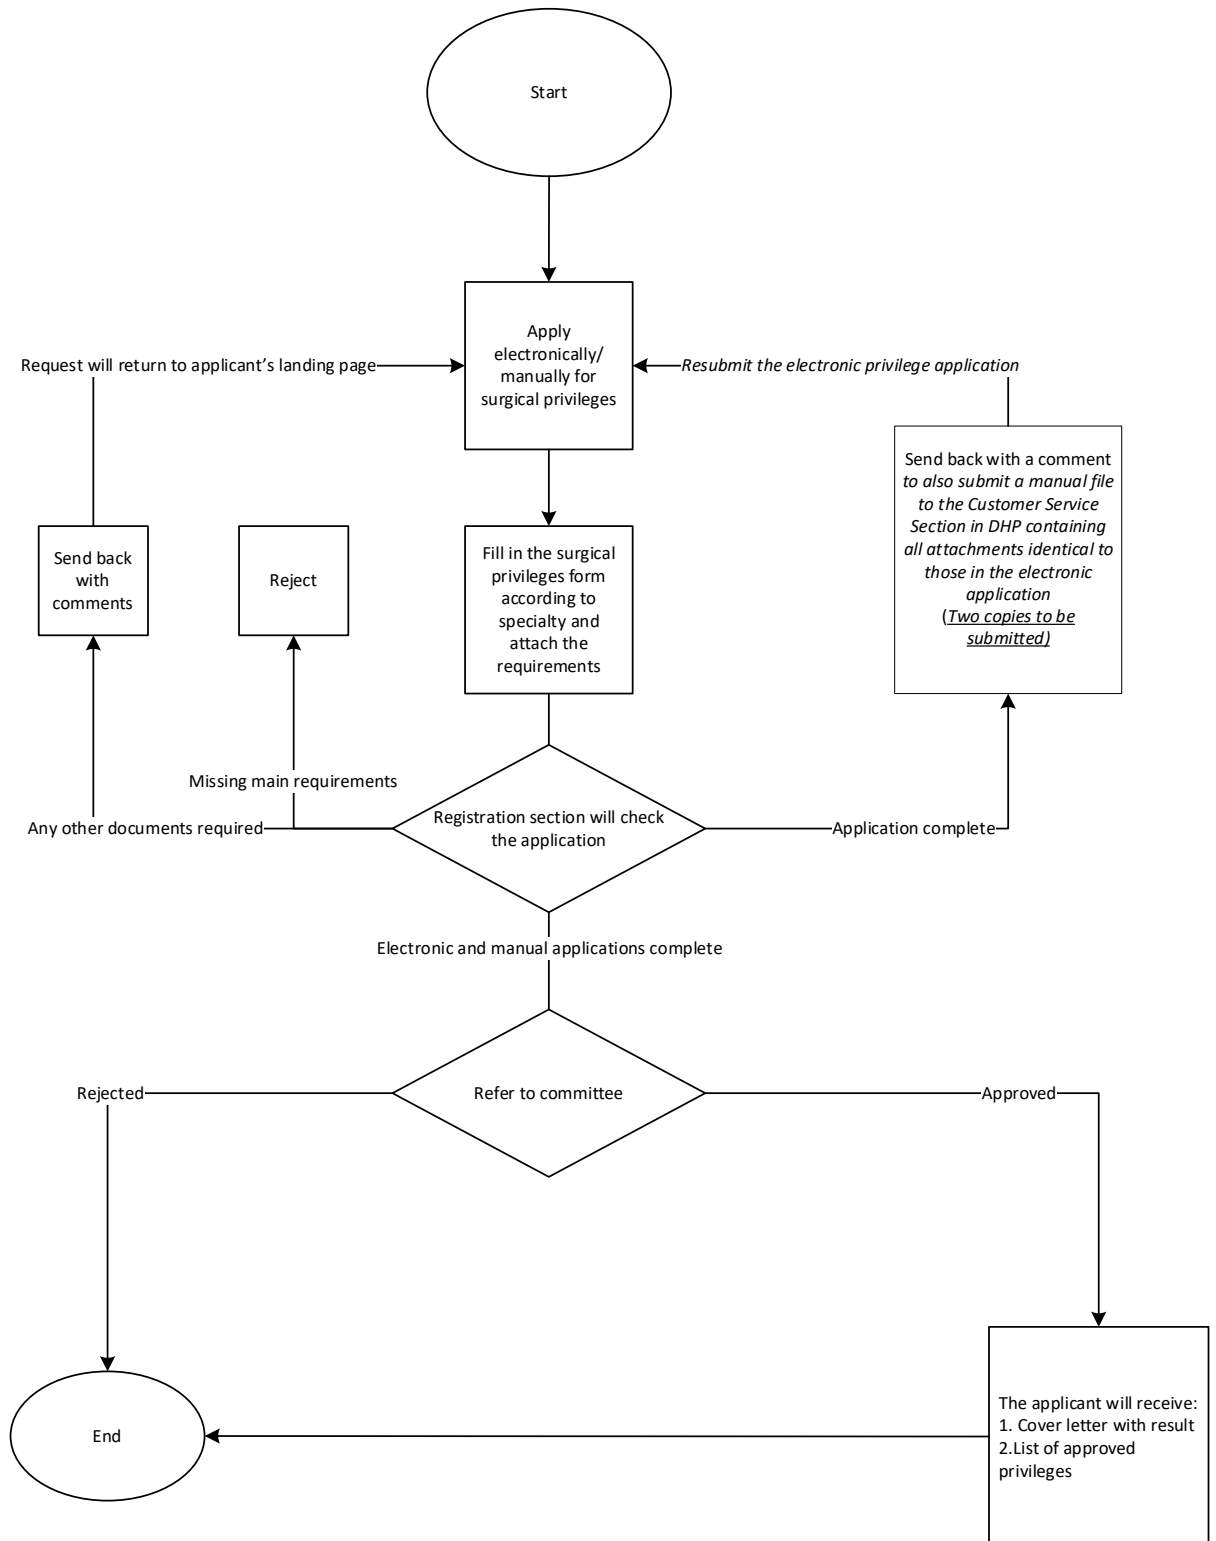 Start
Apply
electronically/
manually for
surgical privileges
Request will return to applicant's landing page
Resubmit the electronic privilege application
Send back with a comment
to also submit a manual file
to the Customer Service
Section in DHP containing
all attachments identical to
those in the electronic
application
(Two copies to be
submitted)
Send back
with
comments
Reject
Fill in the surgical
privileges form
according to
specialty and
attach the
requirements
Missing main requirements
Any other documents required
Registration section will check
the application
Application complete
Electronic and manual applications complete
Rejected
Refer to committee
Approved
The applicant will receive:
1. Cover letter with result
2.List of approved
privileges
End